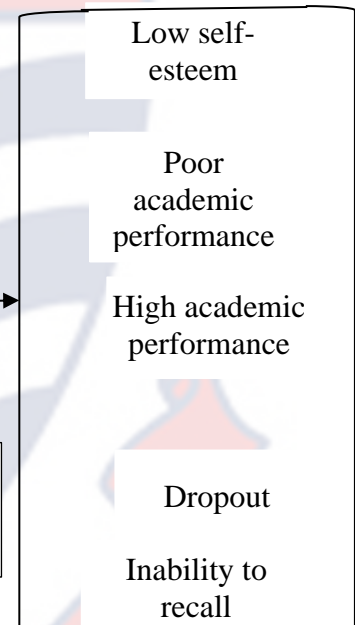 Low self-
esteem
Poor
academic
performance
High academic
performance
Dropout
Inability to
recall